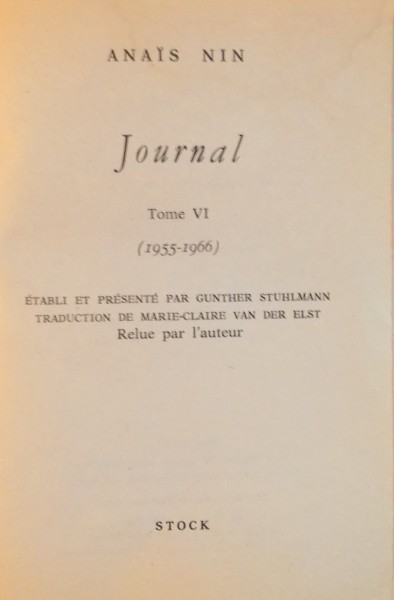 ANAÏS NIN
Journal
Tome VI
(1955-1966)
ÉTABLI ET PRÉSENTÉ PAR GUNTHER STUHLMANN
TRADUCTION DE MARIE-CLAIRE VAN DER ELST
Relue par l'auteur
STOCK